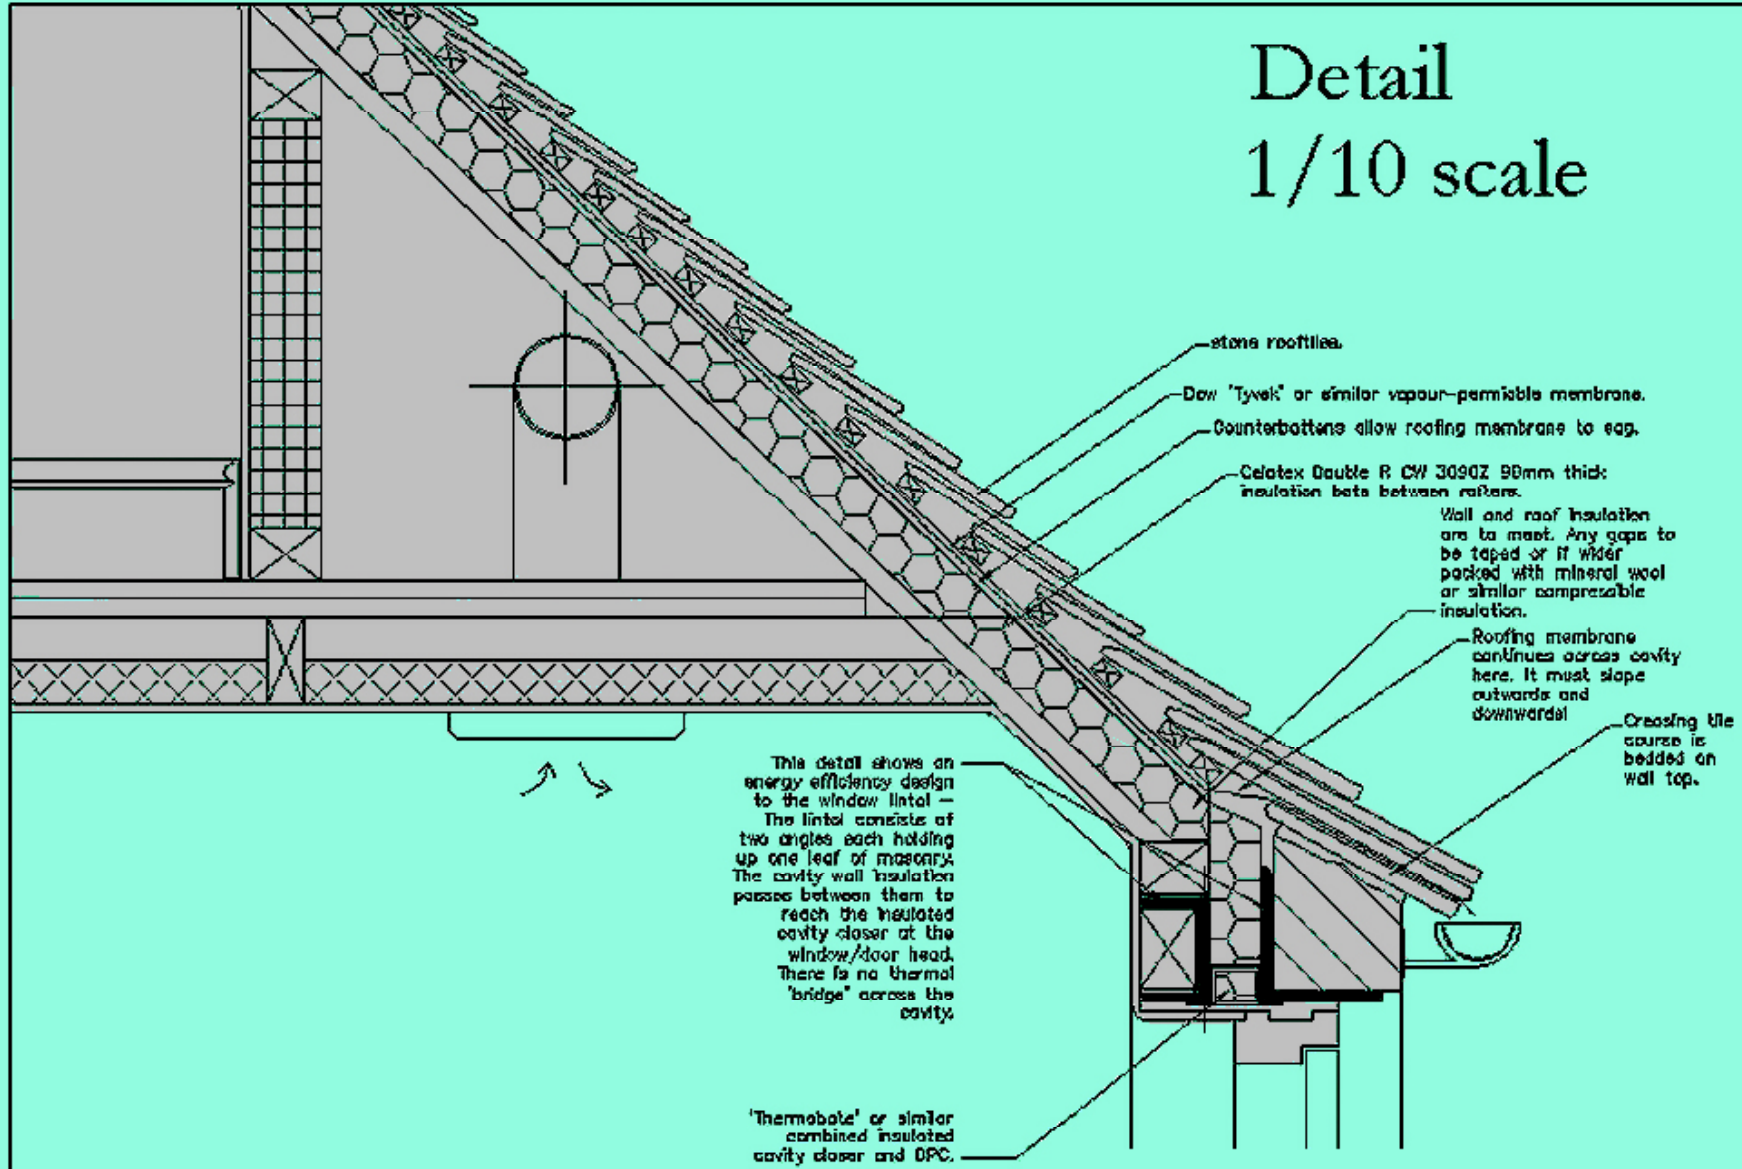 Detail
1/10 scale
stone rooftiles.
Dow 'Tyvek' or similar vapour-permiable membrane.
Counterbattens allow roofing membrane to sag.
Celotex Double R CW 3090Z 90mm thick
insulation bats between rafters.
Wall and roof insulation
are to meet. Any gaps to
be taped or if wider
packed with mineral wool
or similar compressible
insulation.
Roofing membrane
continues across cavity
here. It must slope
outwards and
downwards!
Creasing tile
course is
bedded on
wall top.
This detail shows an
energy efficiency design
to the window lintol –
The lintol consists of
two angles each holding
up one leaf of masonry.
The cavity wall insulation
passes between them to
reach the insulated
cavity closer at the
window/door head.
There is no thermal
'bridge' across the
cavity.
'Thermabate' or similar
combined insulated
cavity closer and DPC.